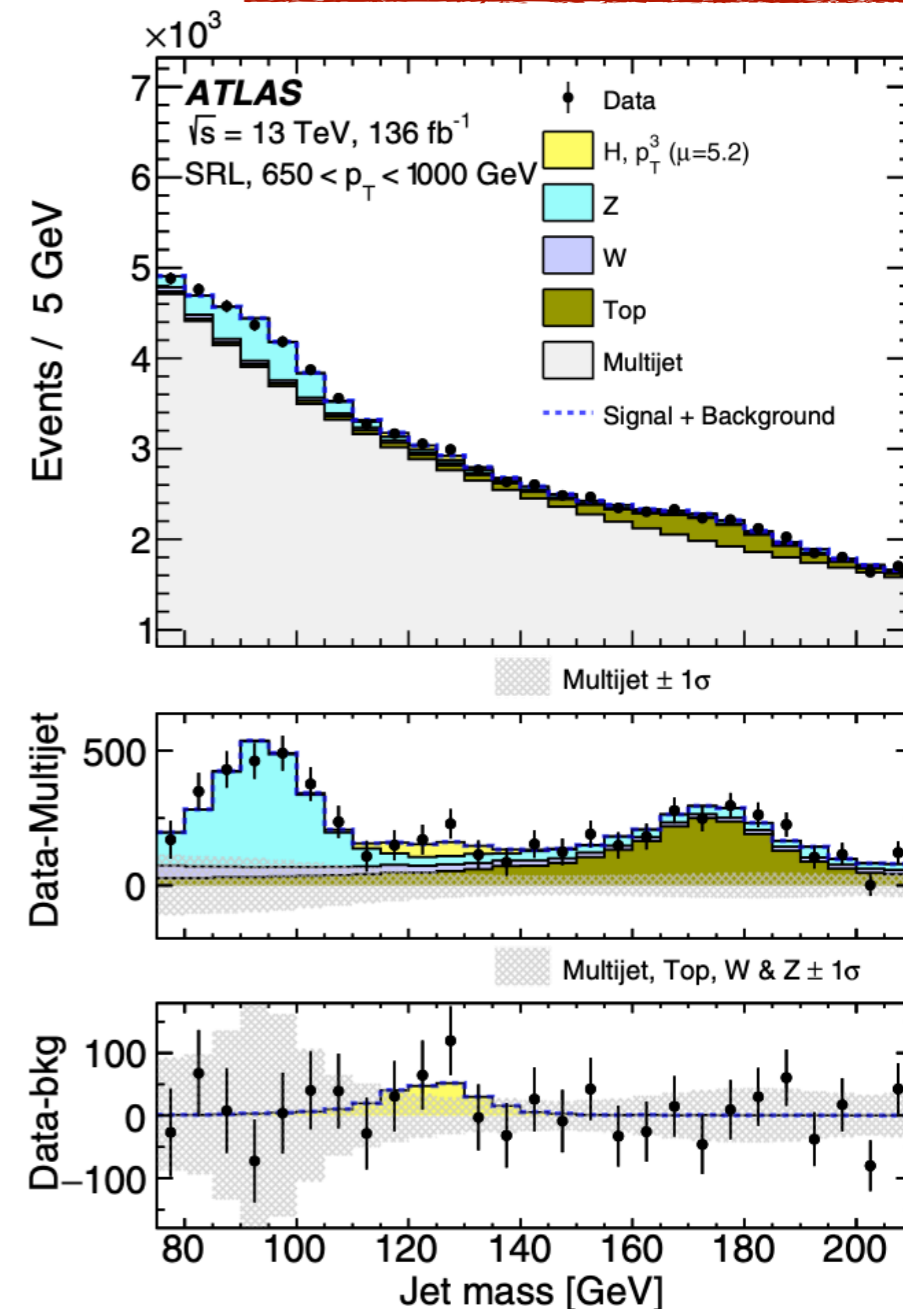 ×10³
7
6
5
4
3
2
1
Events / 5 GeV
ATLAS
√s = 13 TeV, 136 fb⁻¹
SRL, 650 < p_T < 1000 GeV
Data
H, p_T³ (μ=5.2)
Z
W
Top
Multijet
Signal + Background
Multijet ± 1σ
500
0
Data-Multijet
Multijet, Top, W & Z ± 1σ
100
0
−100
Data-bkg
80 100 120 140 160 180 200
Jet mass [GeV]